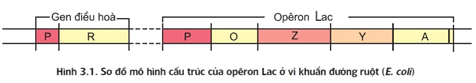 Gen điều hoà
Opêron Lac
P R P O Z Y A
Hình 3.1. Sơ đồ mô hình cấu trúc của opêron Lac ở vi khuẩn đường ruột (E. coli)